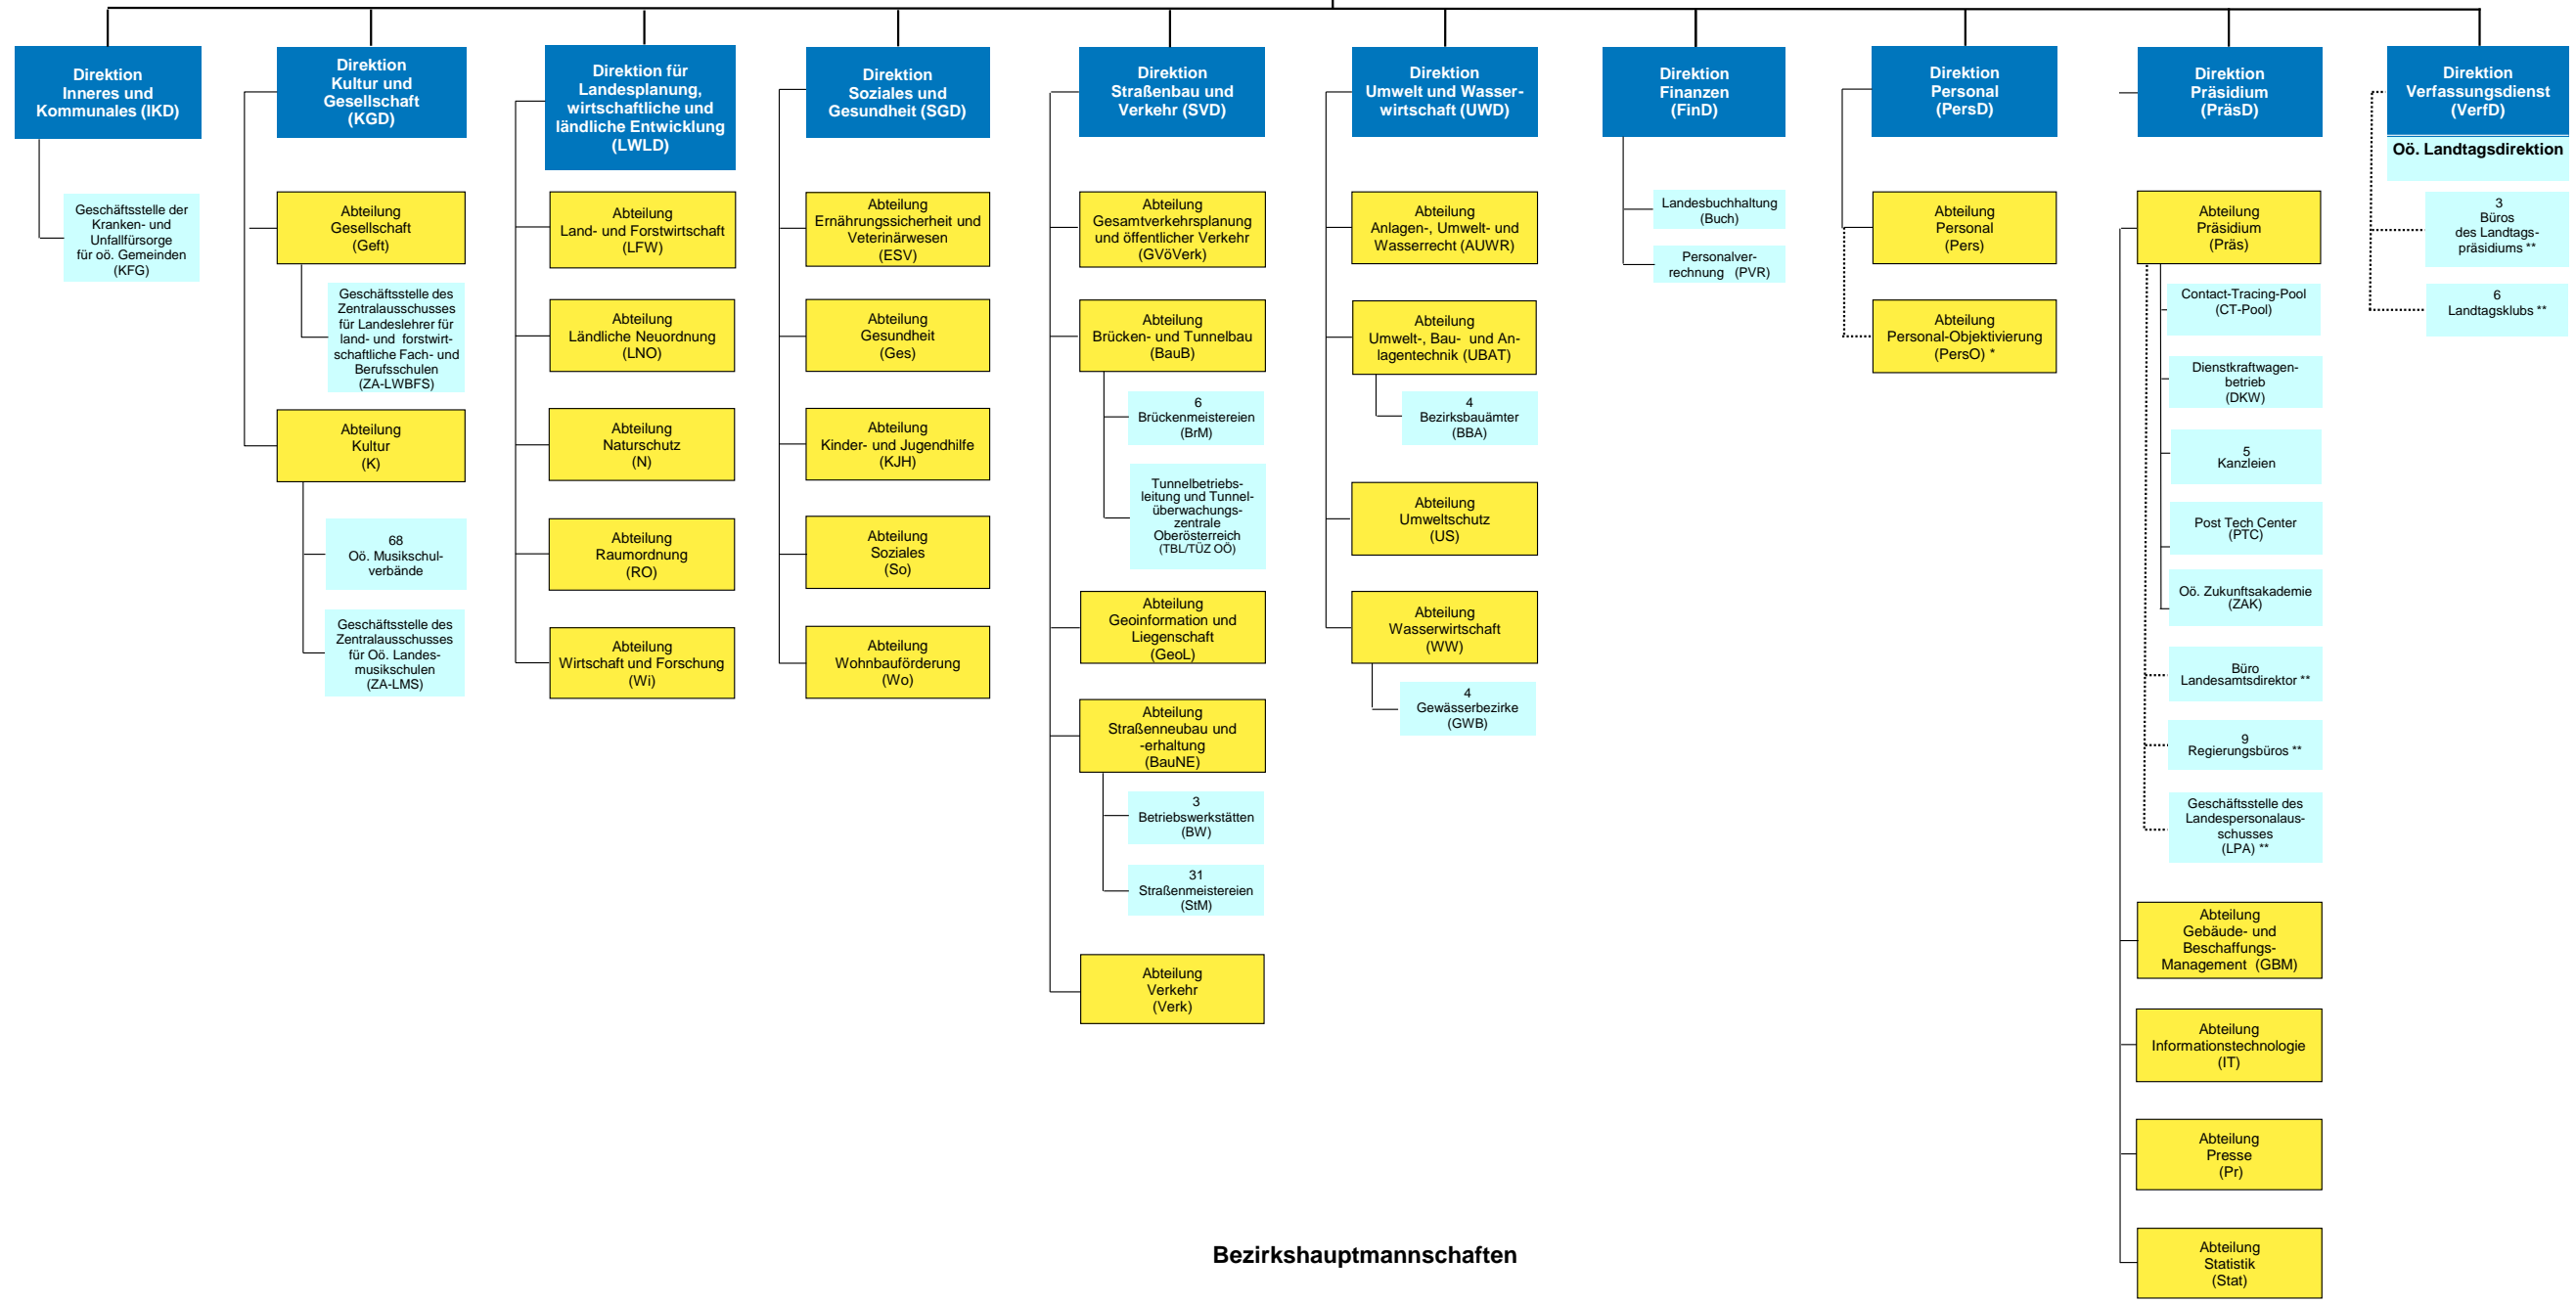 Direktion
Inneres und
Kommunales (IKD)
Geschäftsstelle der
Kranken- und
Unfallfürsorge
für oö. Gemeinden
(KFG)
Direktion
Kultur und
Gesellschaft
(KGD)
Abteilung
Gesellschaft
(Geft)
Geschäftsstelle des
Zentralausschusses
für Landeslehrer für
land- und forstwirt-
schaftliche Fach- und
Berufsschulen
(ZA-LWBFS)
Abteilung
Kultur
(K)
68
Oö. Musikschul-
verbände
Geschäftsstelle des
Zentralausschusses
für Oö. Landes-
musikschulen
(ZA-LMS)
Direktion für
Landesplanung,
wirtschaftliche und
ländliche Entwicklung
(LWLD)
Abteilung
Land- und Forstwirtschaft
(LFW)
Abteilung
Ländliche Neuordnung
(LNO)
Abteilung
Naturschutz
(N)
Abteilung
Raumordnung
(RO)
Abteilung
Wirtschaft und Forschung
(Wi)
Direktion
Soziales und
Gesundheit (SGD)
Abteilung
Ernährungssicherheit und
Veterinärwesen
(ESV)
Abteilung
Gesundheit
(Ges)
Abteilung
Kinder- und Jugendhilfe
(KJH)
Abteilung
Soziales
(So)
Abteilung
Wohnbauförderung
(Wo)
Direktion
Straßenbau und
Verkehr (SVD)
Abteilung
Gesamtverkehrsplanung
und öffentlicher Verkehr
(GVöVerk)
Abteilung
Brücken- und Tunnelbau
(BauB)
6
Brückenmeistereien
(BrM)
Tunnelbetriebs-
leitung und Tunnel-
überwachungs-
zentrale
Oberösterreich
(TBL/TÜZ OÖ)
Abteilung
Geoinformation und
Liegenschaft
(GeoL)
Abteilung
Straßenneubau und
-erhaltung
(BauNE)
3
Betriebswerkstätten
(BW)
31
Straßenmeistereien
(StM)
Abteilung
Verkehr
(Verk)
Direktion
Umwelt und Wasser-
wirtschaft (UWD)
Abteilung
Anlagen-, Umwelt- und
Wasserrecht (AUWR)
Abteilung
Umwelt-, Bau- und An-
lagentechnik (UBAT)
4
Bezirksbauämter
(BBA)
Abteilung
Umweltschutz
(US)
Abteilung
Wasserwirtschaft
(WW)
4
Gewässerbezirke
(GWB)
Direktion
Finanzen
(FinD)
Landesbuchhaltung
(Buch)
Personalver-
rechnung (PVR)
Direktion
Personal
(PersD)
Abteilung
Personal
(Pers)
Abteilung
Personal-Objektivierung
(PersO) *
Direktion
Präsidium
(PräsD)
Abteilung
Präsidium
(Präs)
Contact-Tracing-Pool
(CT-Pool)
Dienstkraftwagen-
betrieb
(DKW)
5
Kanzleien
Post Tech Center
(PTC)
Oö. Zukunftsakademie
(ZAK)
Büro
Landesamtsdirektor **
9
Regierungsbüros **
Geschäftsstelle des
Landespersonalaus-
schusses
(LPA) **
Abteilung
Gebäude- und
Beschaffungs-
Management (GBM)
Abteilung
Informationstechnologie
(IT)
Abteilung
Presse
(Pr)
Abteilung
Statistik
(Stat)
Direktion
Verfassungsdienst
(VerfD)
Oö. Landtagsdirektion
3
Büros
des Landtags-
präsidiums **
6
Landtagsklubs **
Bezirkshauptmannschaften